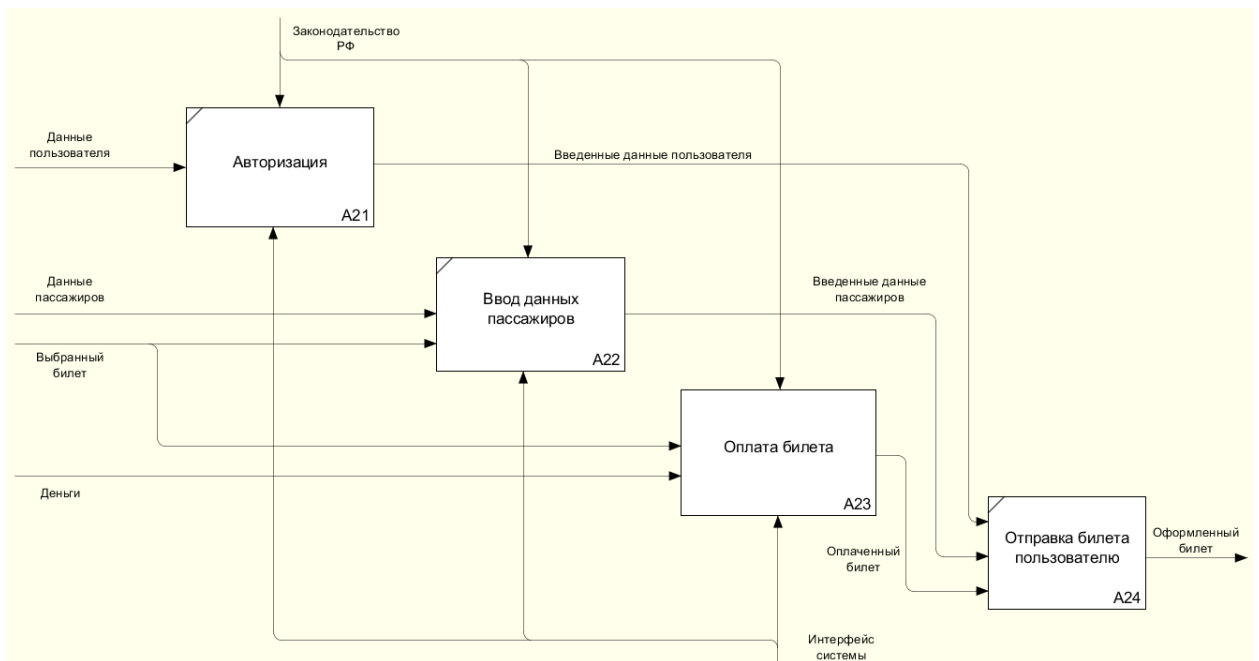 Законодательство
РФ
Данные
пользователя
Авторизация
A21
Введенные данные пользователя
Данные
пассажиров
Ввод данных
пассажиров
A22
Введенные данные
пассажиров
Выбранный
билет
Оплата билета
A23
Деньги
Оплаченный
билет
Отправка билета
пользователю
A24
Оформленный
билет
Интерфейс
системы